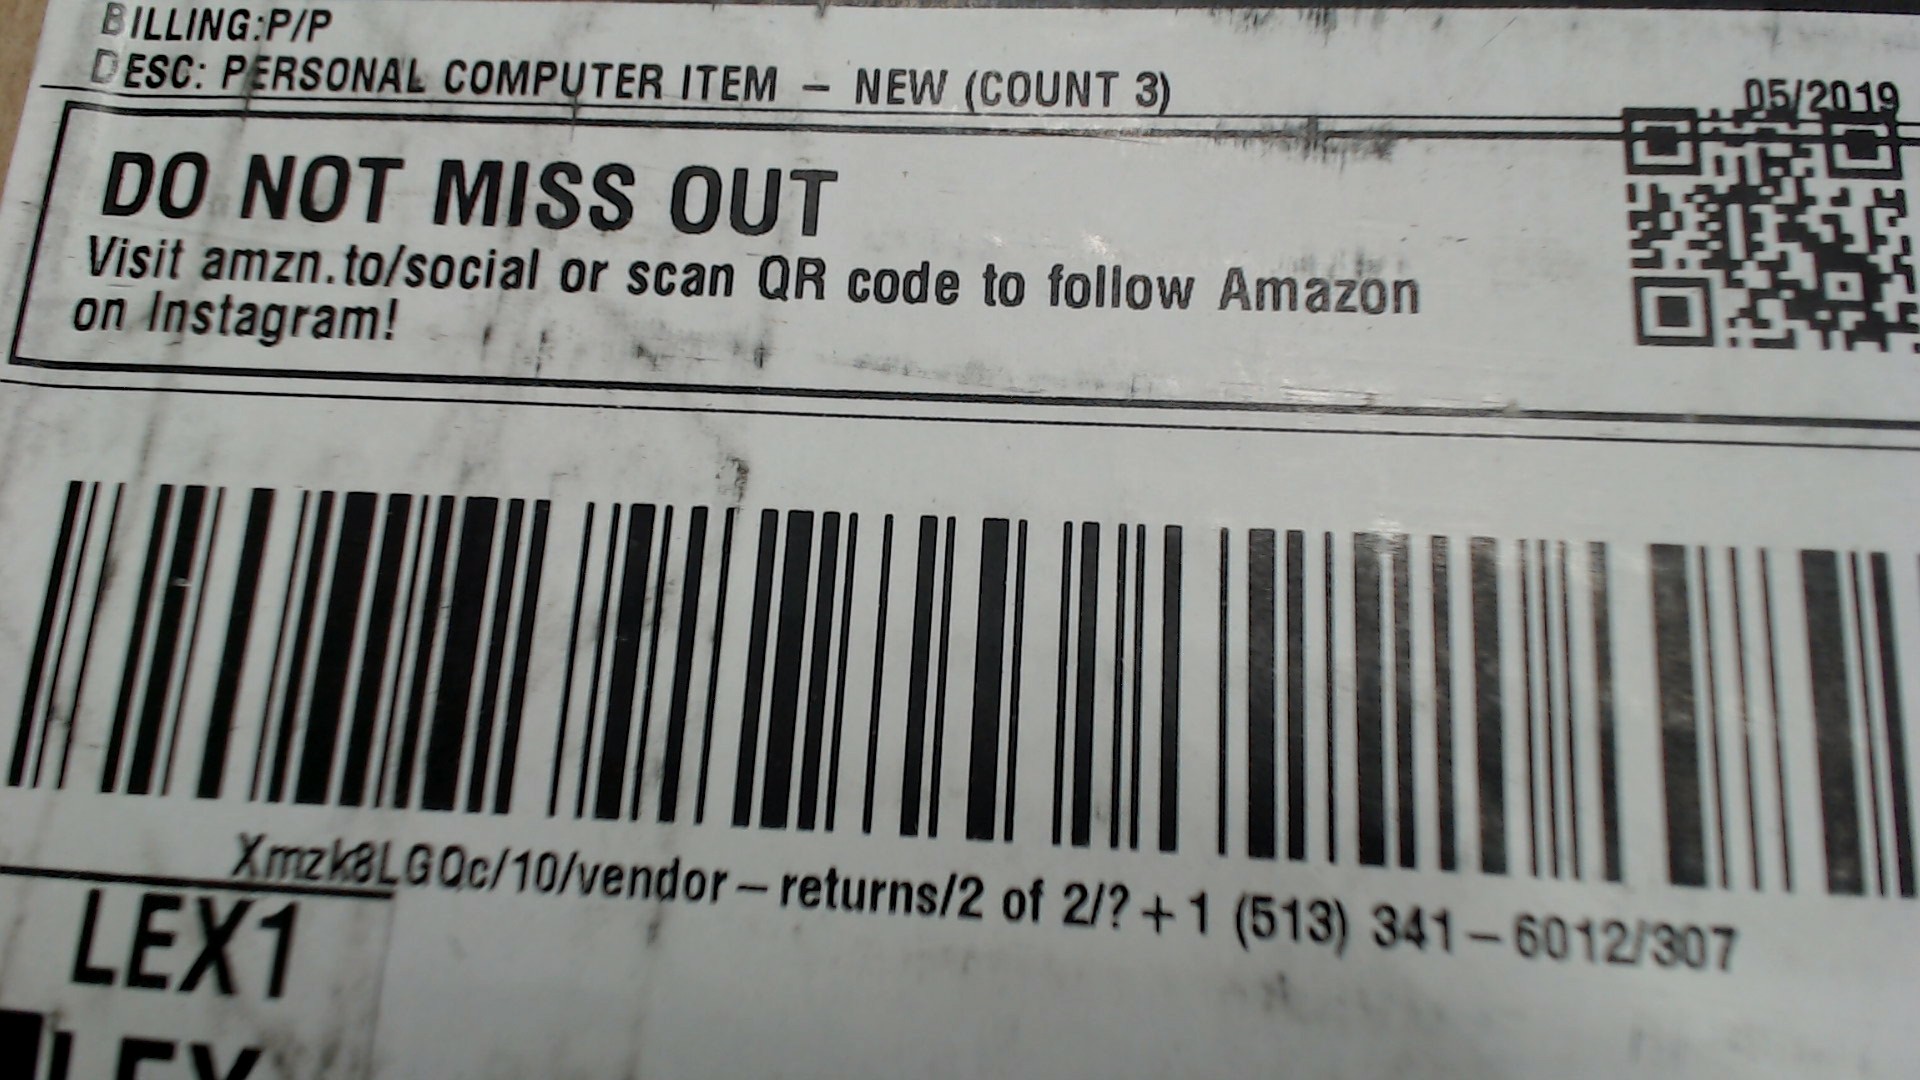 BILLING:P/P
DESC: PERSONAL COMPUTER ITEM – NEW (COUNT 3)
05/2019
DO NOT MISS OUT
Visit amzn.to/social or scan QR code to follow Amazon
on Instagram!
Xmzk8LGQc/10/vendor – returns/2 of 2/? + 1 (513) 341 – 6012/307
LEX1
LEX